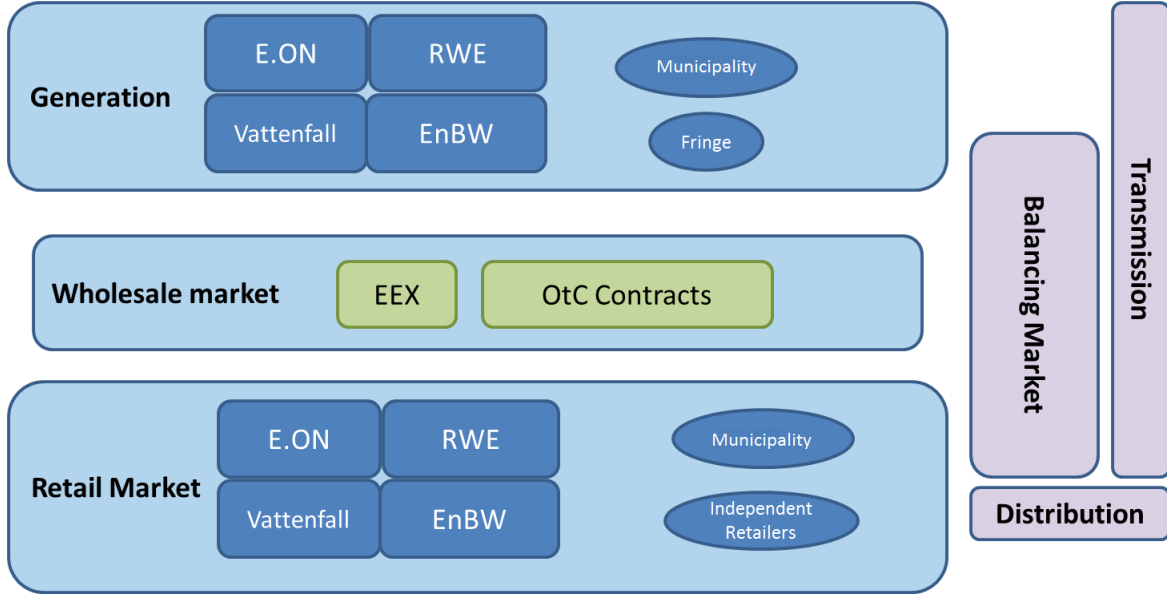 Generation
E.ON
RWE
Vattenfall
EnBW
Municipality
Fringe
Wholesale market
EEX
OtC Contracts
Retail Market
E.ON
RWE
Vattenfall
EnBW
Municipality
Independent
Retailers
Balancing Market
Transmission
Distribution